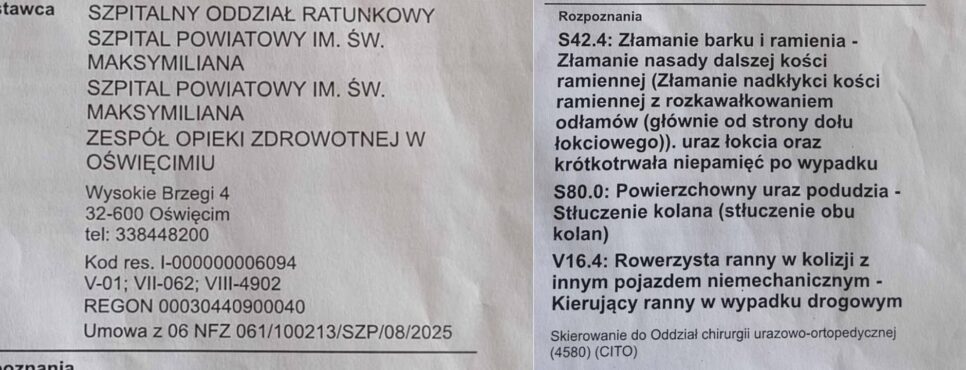 stawca
SZPITALNY ODDZIAŁ RATUNKOWY
SZPITAL POWIATOWY IM. ŚW.
MAKSYMILIANA
SZPITAL POWIATOWY IM. ŚW.
MAKSYMILIANA
ZESPÓŁ OPIEKI ZDROWOTNEJ W
OŚWIĘCIMIU
Wysokie Brzegi 4
32-600 Oświęcim
tel: 338448200
Kod res. I-000000006094
V-01; VII-062; VIII-4902
REGON 00030440900040
Umowa z 06 NFZ 061/100213/SZP/08/2025
poznania
Rozpoznania
S42.4: Złamanie barku i ramienia -
Złamanie nasady dalszej kości
ramiennej (Złamanie nadkłykci kości
ramiennej z rozkawałkowaniem
odłamów (głównie od strony dołu
łokciowego)). uraz łokcia oraz
krótkotrwała niepamięć po wypadku
S80.0: Powierzchowny uraz podudzia -
Stłuczenie kolana (stłuczenie obu
kolan)
V16.4: Rowerzysta ranny w kolizji z
innym pojazdem niemechanicznym -
Kierujący ranny w wypadku drogowym
Skierowanie do Oddział chirurgii urazowo-ortopedycznej
(4580) (CITO)